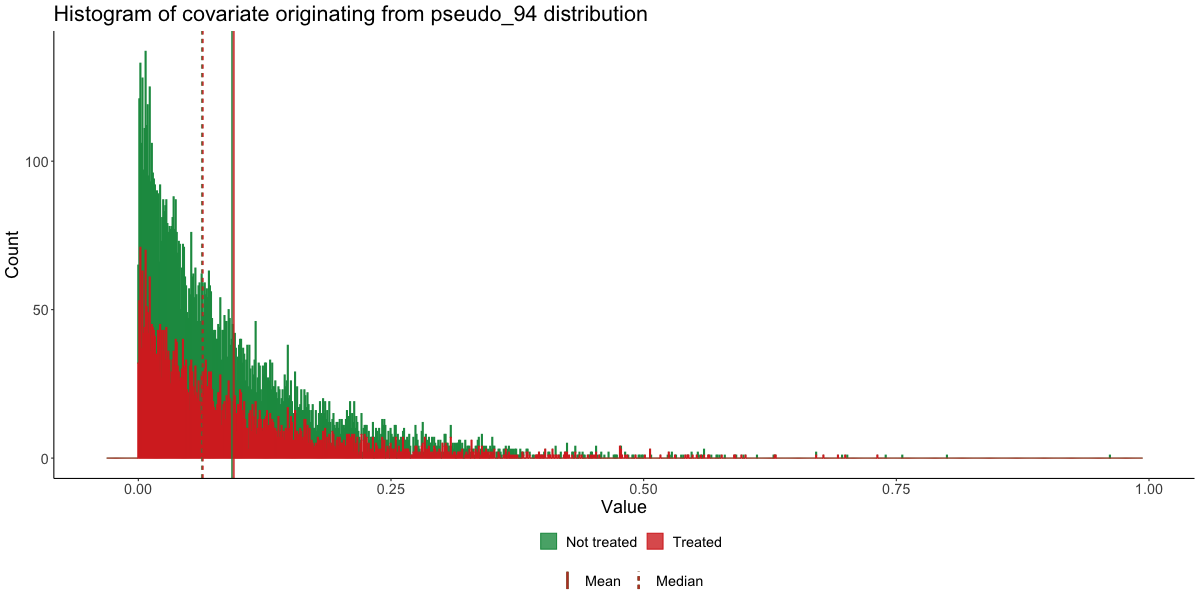 Histogram of covariate originating from pseudo_94 distribution
Count
100
50
0
0.00 0.25 0.50 0.75 1.00
Value
Not treated Treated
Mean Median